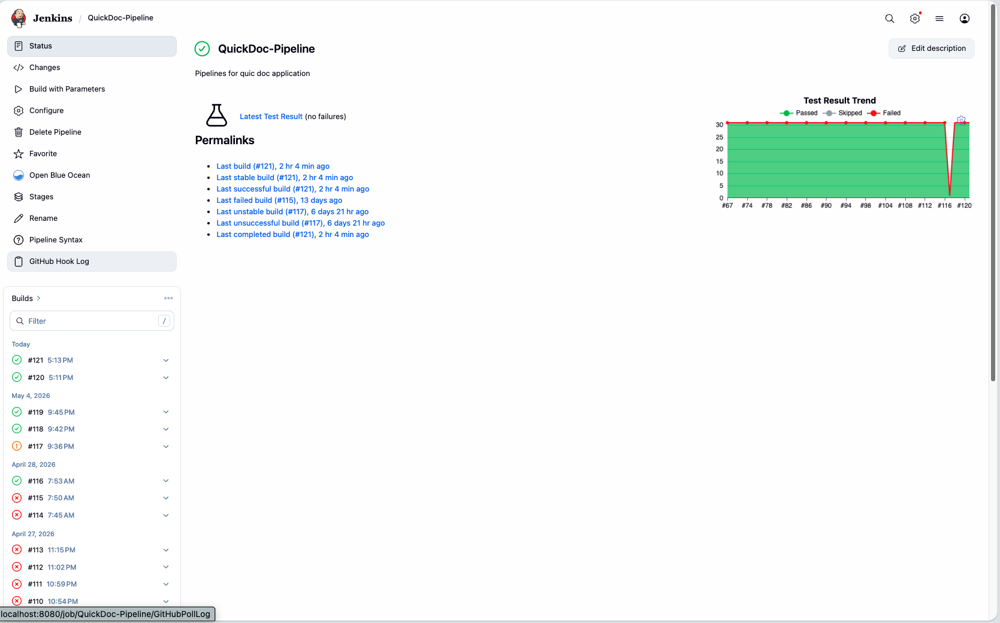 Jenkins / QuickDoc-Pipeline
Status
Changes
Build with Parameters
Configure
Delete Pipeline
Favorite
Open Blue Ocean
Stages
Rename
Pipeline Syntax
GitHub Hook Log
Builds
Filter /
Today
#121 5:13 PM
#120 5:11 PM
May 4, 2026
#119 9:45 PM
#118 9:42 PM
#117 9:36 PM
April 28, 2026
#116 7:53 AM
#115 7:50 AM
#114 7:45 AM
April 27, 2026
#113 11:15 PM
#112 11:02 PM
#111 10:59 PM
#110 10:54 PM
localhost:8080/job/QuickDoc-Pipeline/GitHubPollLog
QuickDoc-Pipeline
Edit description
Pipelines for quic doc application
Latest Test Result (no failures)
Permalinks
Last build (#121), 2 hr 4 min ago
Last stable build (#121), 2 hr 4 min ago
Last successful build (#121), 2 hr 4 min ago
Last failed build (#115), 13 days ago
Last unstable build (#117), 6 days 21 hr ago
Last unsuccessful build (#117), 6 days 21 hr ago
Last completed build (#121), 2 hr 4 min ago
Test Result Trend
Passed Skipped Failed
30
25
20
15
10
5
0
#67 #74 #78 #82 #86 #90 #94 #98 #104 #108 #112 #116 #120